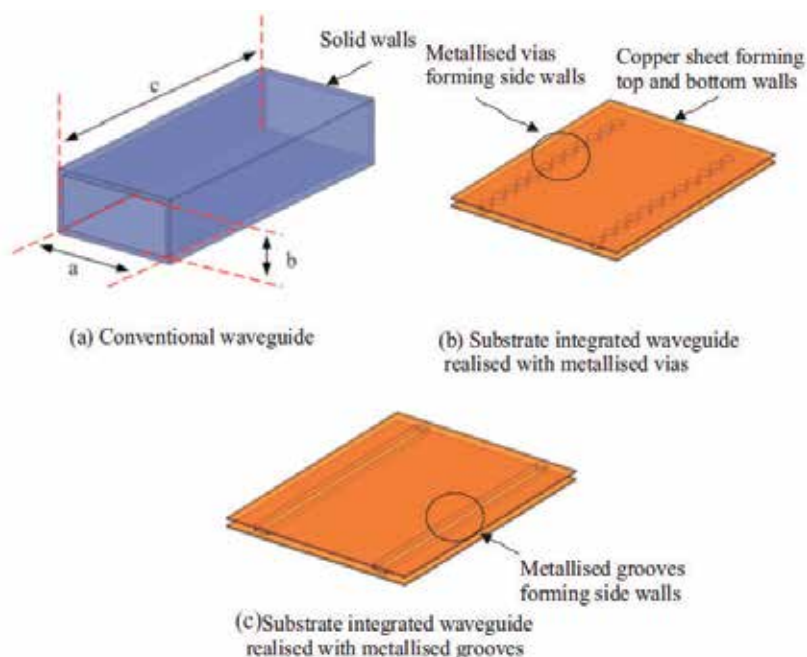 Solid walls
c
a
b
(a) Conventional waveguide
Metallised vias
forming side walls
Copper sheet forming
top and bottom walls
(b) Substrate integrated waveguide
realised with metallised vias
Metallised grooves
forming side walls
(c)Substrate integrated waveguide
realised with metallised grooves